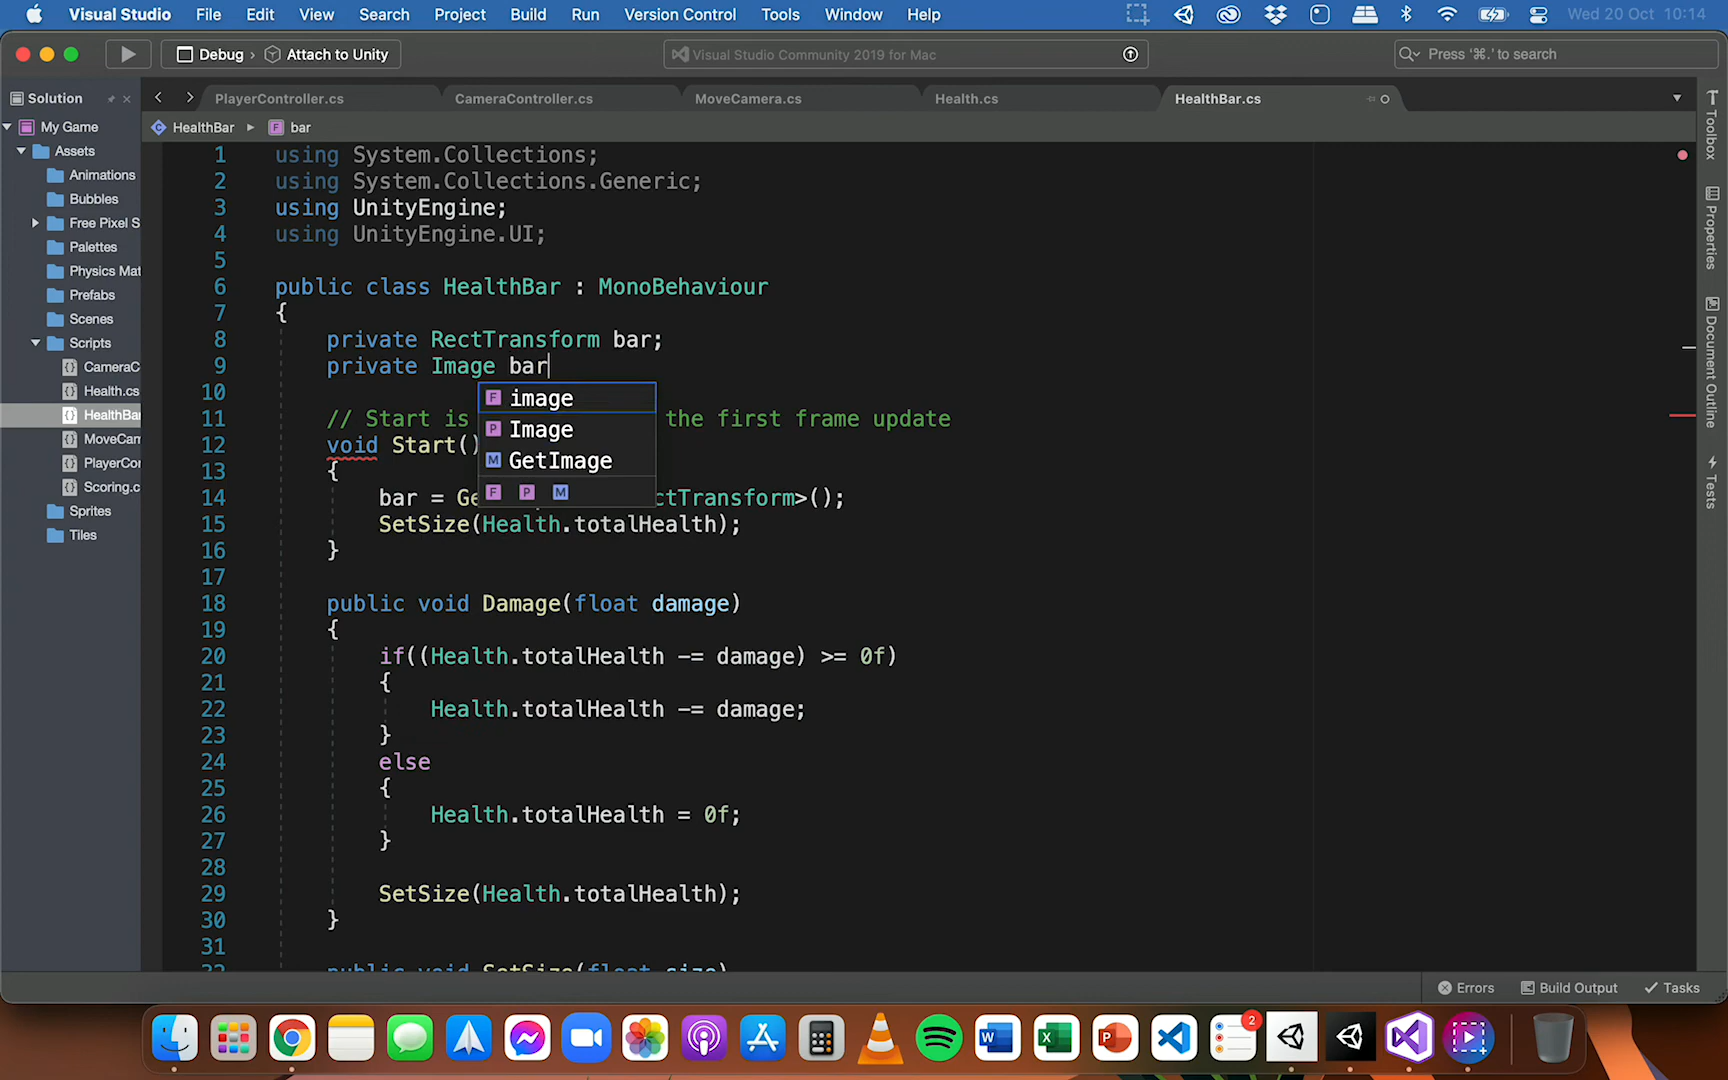 Visual Studio File Edit View Search Project Build Run Version Control Tools Window Help Wed 20 Oct 10:14
Debug › Attach to Unity Visual Studio Community 2019 for Mac Press '⌘.' to search
Solution PlayerController.cs CameraController.cs MoveCamera.cs Health.cs HealthBar.cs
HealthBar bar
My Game
Assets
Animations
Bubbles
Free Pixel S
Palettes
Physics Mat
Prefabs
Scenes
Scripts
CameraC
Health.cs
HealthBar
MoveCam
PlayerCor
Scoring.c
Sprites
Tiles
1 using System.Collections;
2 using System.Collections.Generic;
3 using UnityEngine;
4 using UnityEngine.UI;
5
6 public class HealthBar : MonoBehaviour
7 {
8 private RectTransform bar;
9 private Image bar
10
11 // Start is the first frame update
12 void Start()
13 {
14 bar = Ge ctTransform>();
15 SetSize(Health.totalHealth);
16 }
17
18 public void Damage(float damage)
19 {
20 if((Health.totalHealth -= damage) >= 0f)
21 {
22 Health.totalHealth -= damage;
23 }
24 else
25 {
26 Health.totalHealth = 0f;
27 }
28
29 SetSize(Health.totalHealth);
30 }
31
32 public void SetSize(float size)
F image
P Image
M GetImage
F P M
Toolbox
Properties
Document Outline
Tests
Errors Build Output Tasks
2